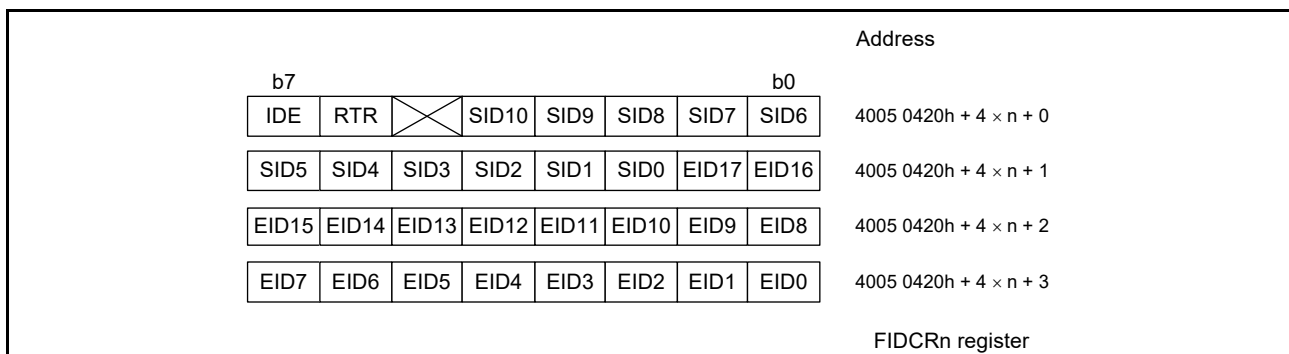 Address
b7 b0
IDE RTR SID10 SID9 SID8 SID7 SID6 4005 0420h + 4 × n + 0
SID5 SID4 SID3 SID2 SID1 SID0 EID17 EID16 4005 0420h + 4 × n + 1
EID15 EID14 EID13 EID12 EID11 EID10 EID9 EID8 4005 0420h + 4 × n + 2
EID7 EID6 EID5 EID4 EID3 EID2 EID1 EID0 4005 0420h + 4 × n + 3
FIDCRn register